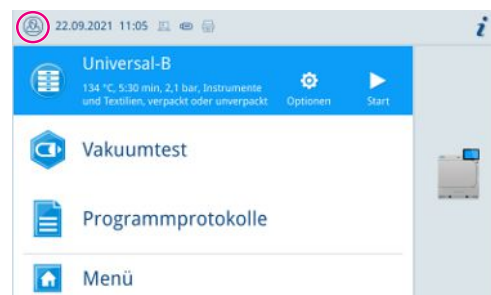 22.09.2021 11:05
i
Universal-B
134 °C, 5:30 min, 2,1 bar, Instrumente
und Textilien, verpackt oder unverpackt
Optionen
Start
Vakuumtest
Programmprotokolle
Menü